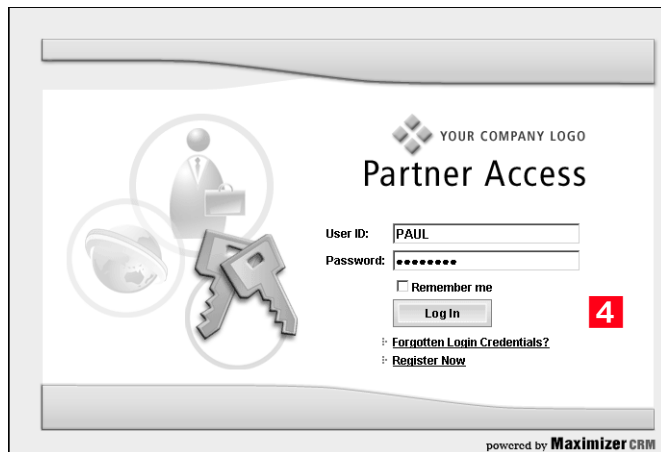 YOUR COMPANY LOGO
Partner Access
User ID: PAUL
Password: ••••••••
Remember me
Log In
4
Forgotten Login Credentials?
Register Now
powered by Maximizer CRM